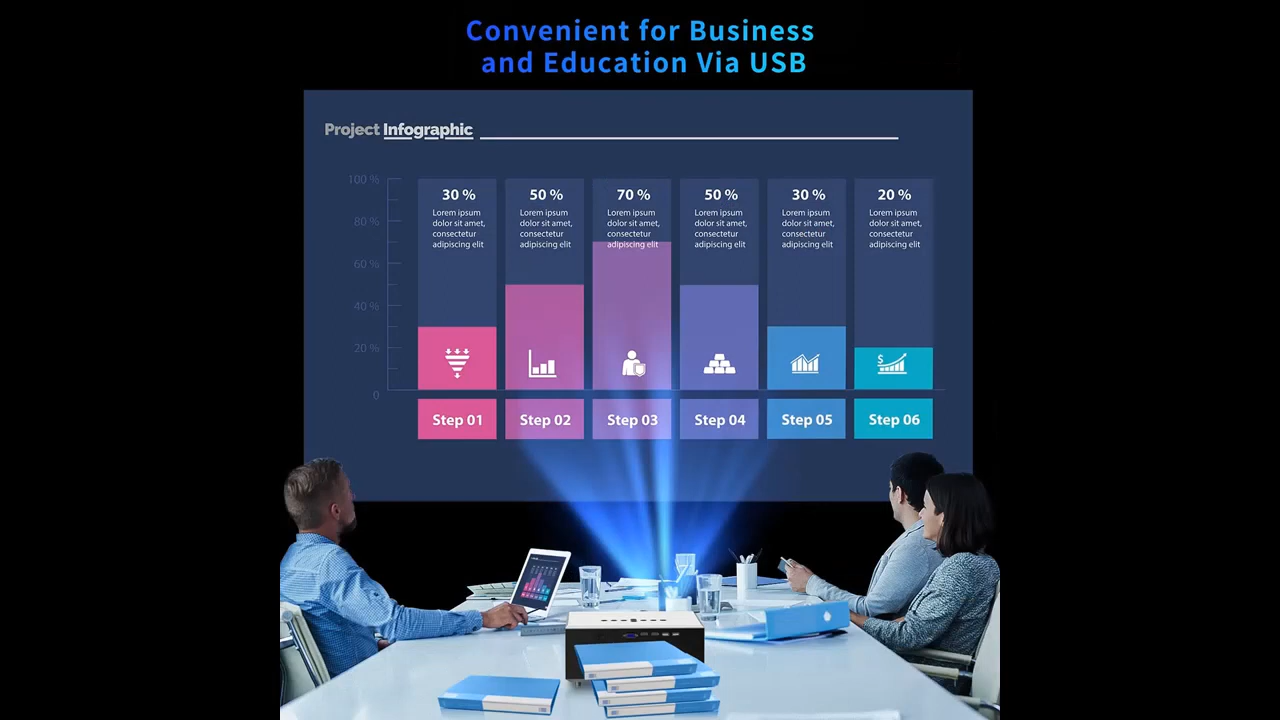 Convenient for Business
and Education Via USB
Project Infographic
100 %
80 %
60 %
40 %
20 %
0
30 %
Lorem ipsum
dolor sit amet,
consectetur
adipiscing elit
50 %
Lorem ipsum
dolor sit amet,
consectetur
adipiscing elit
70 %
Lorem ipsum
dolor sit amet,
consectetur
adipiscing elit
50 %
Lorem ipsum
dolor sit amet,
consectetur
adipiscing elit
30 %
Lorem ipsum
dolor sit amet,
consectetur
adipiscing elit
20 %
Lorem ipsum
dolor sit amet,
consectetur
adipiscing elit
$
Step 01
Step 02
Step 03
Step 04
Step 05
Step 06